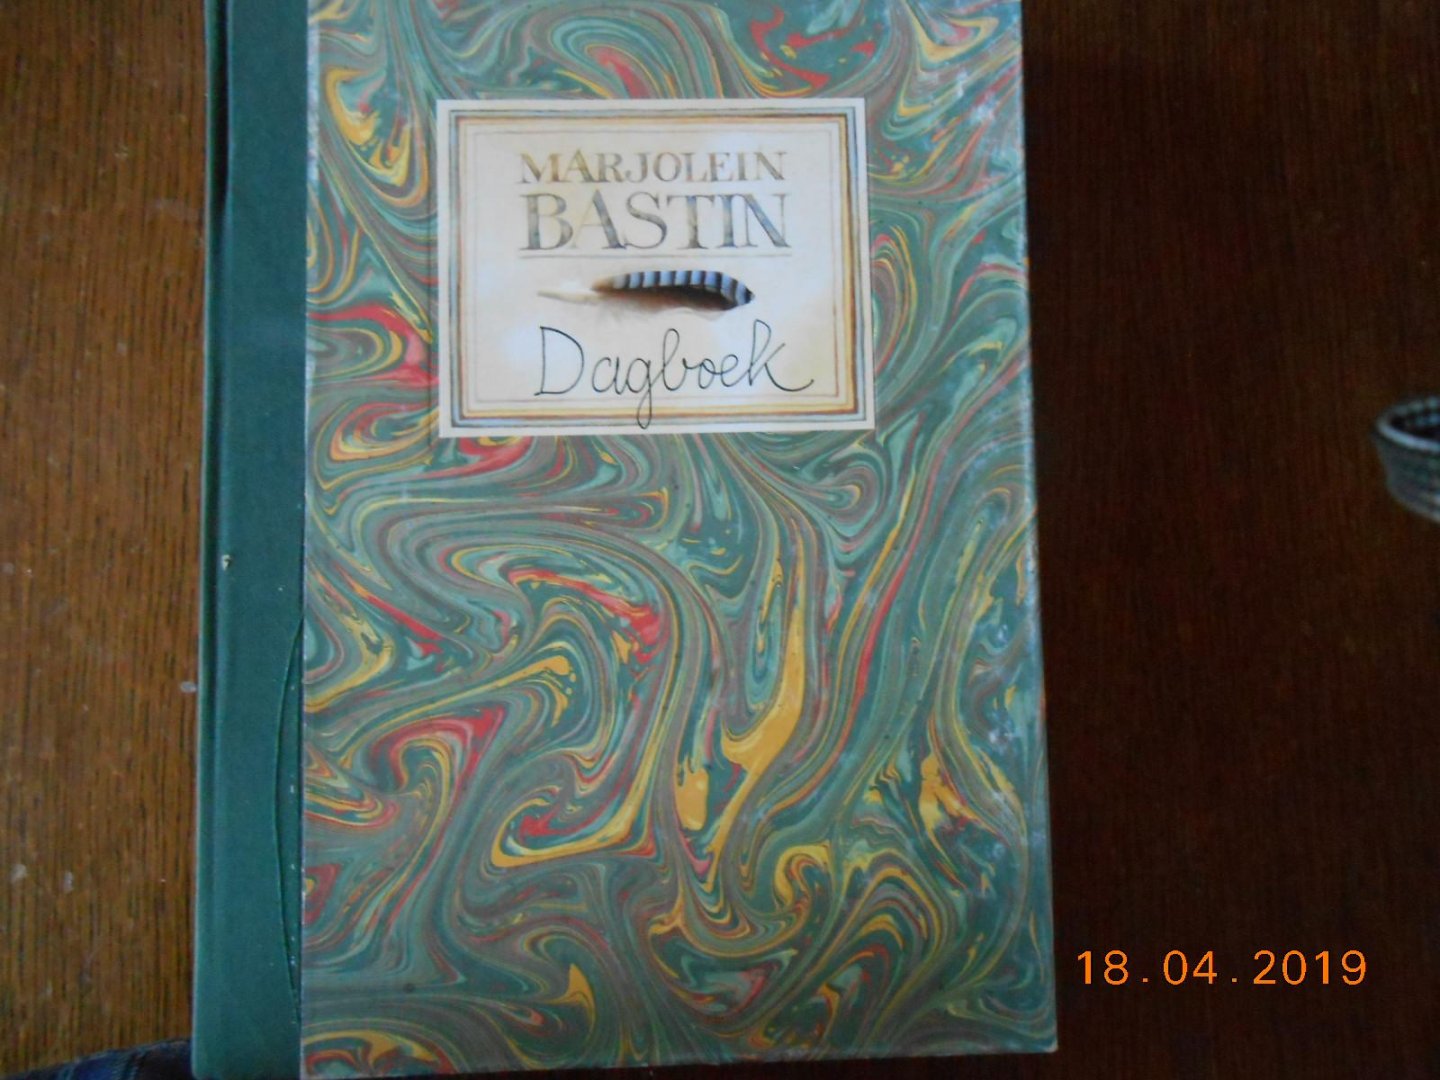 MARJOLEIN
BASTIN
Dagboek
18.04.2019